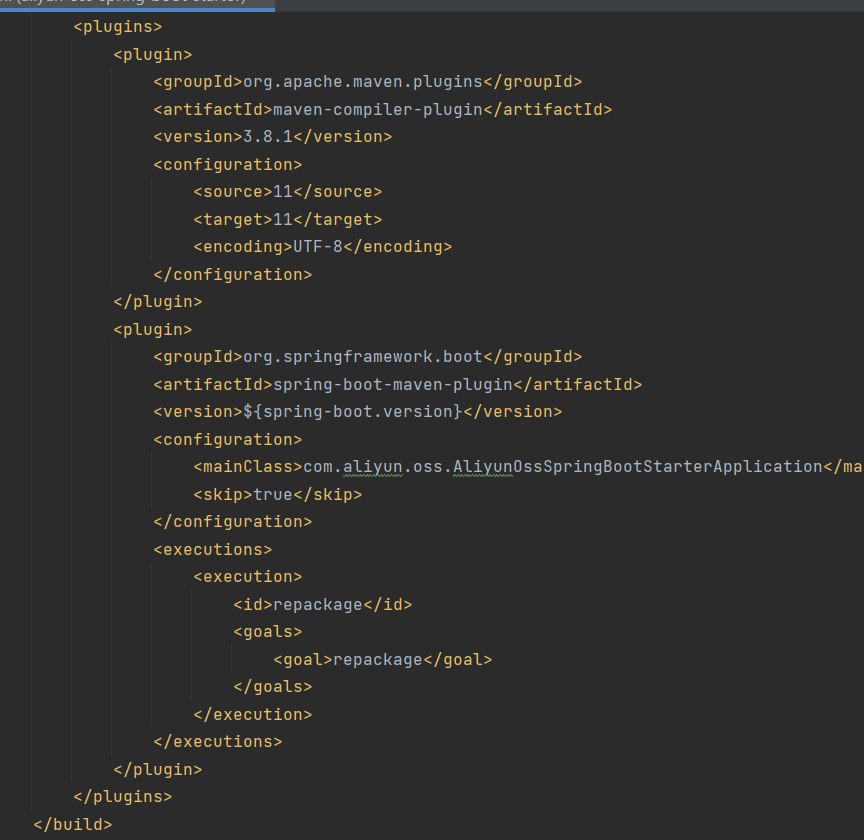 <plugins>
<plugin>
<groupId>org.apache.maven.plugins</groupId>
<artifactId>maven-compiler-plugin</artifactId>
<version>3.8.1</version>
<configuration>
<source>11</source>
<target>11</target>
<encoding>UTF-8</encoding>
</configuration>
</plugin>
<plugin>
<groupId>org.springframework.boot</groupId>
<artifactId>spring-boot-maven-plugin</artifactId>
<version>${spring-boot.version}</version>
<configuration>
<mainClass>com.aliyun.oss.AliyunOssSpringBootStarterApplication</ma
<skip>true</skip>
</configuration>
<executions>
<execution>
<id>repackage</id>
<goals>
<goal>repackage</goal>
</goals>
</execution>
</executions>
</plugin>
</plugins>
</build>